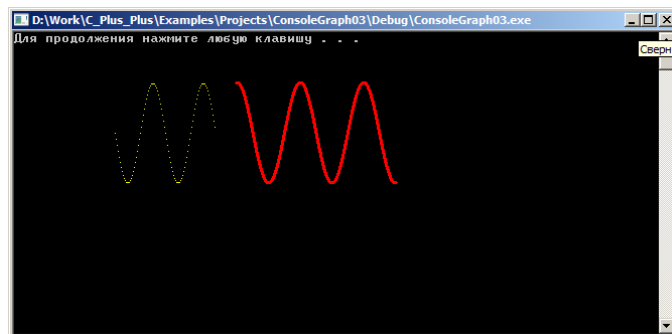 D:\Work\C_Plus_Plus\Examples\Projects\ConsoleGraph03\Debug\ConsoleGraph03.exe
Для продолжения нажмите любую клавишу . . .
Сверн